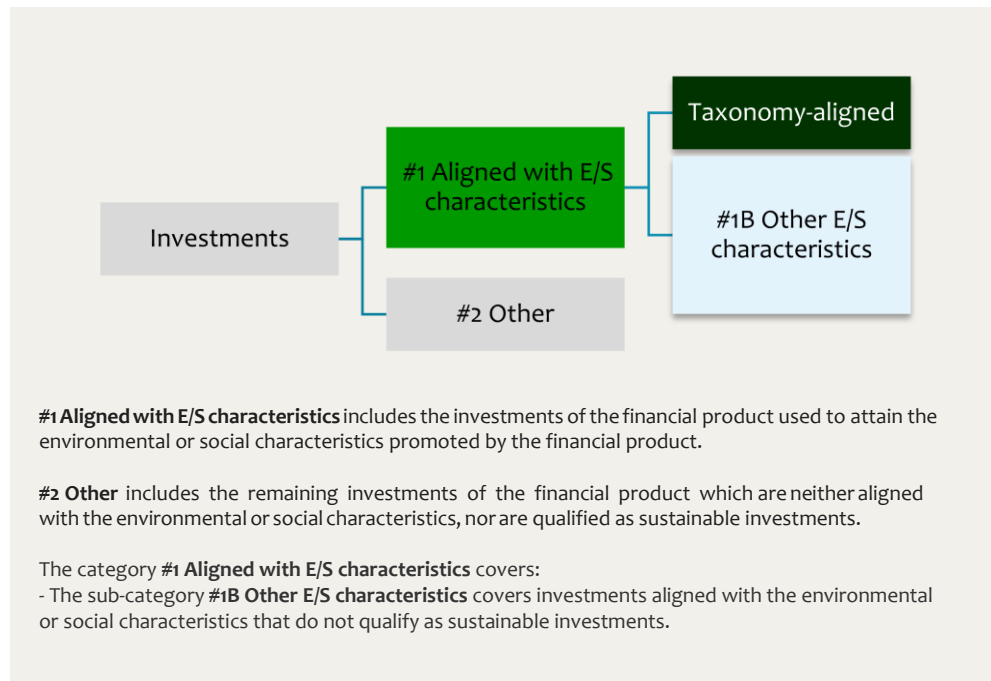 Taxonomy-aligned
#1 Aligned with E/S
characteristics
Investments
#1B Other E/S
characteristics
#2 Other
#1 Aligned with E/S characteristics includes the investments of the financial product used to attain the
environmental or social characteristics promoted by the financial product.
#2 Other includes the remaining investments of the financial product which are neither aligned
with the environmental or social characteristics, nor are qualified as sustainable investments.
The category #1 Aligned with E/S characteristics covers:
- The sub-category #1B Other E/S characteristics covers investments aligned with the environmental
or social characteristics that do not qualify as sustainable investments.